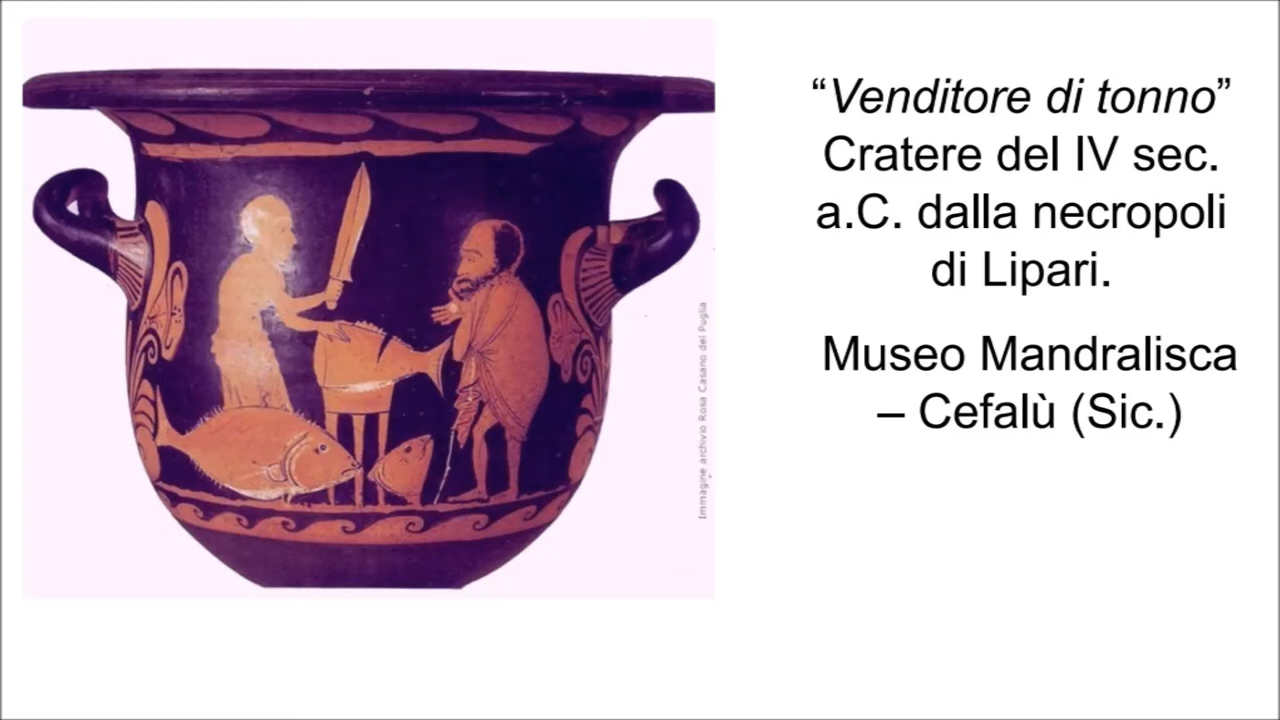 “Venditore di tonno”
Cratere del IV sec.
a.C. dalla necropoli
di Lipari.
Museo Mandralisca
– Cefalù (Sic.)
Immagine archivio Rosa Casano del Puglia